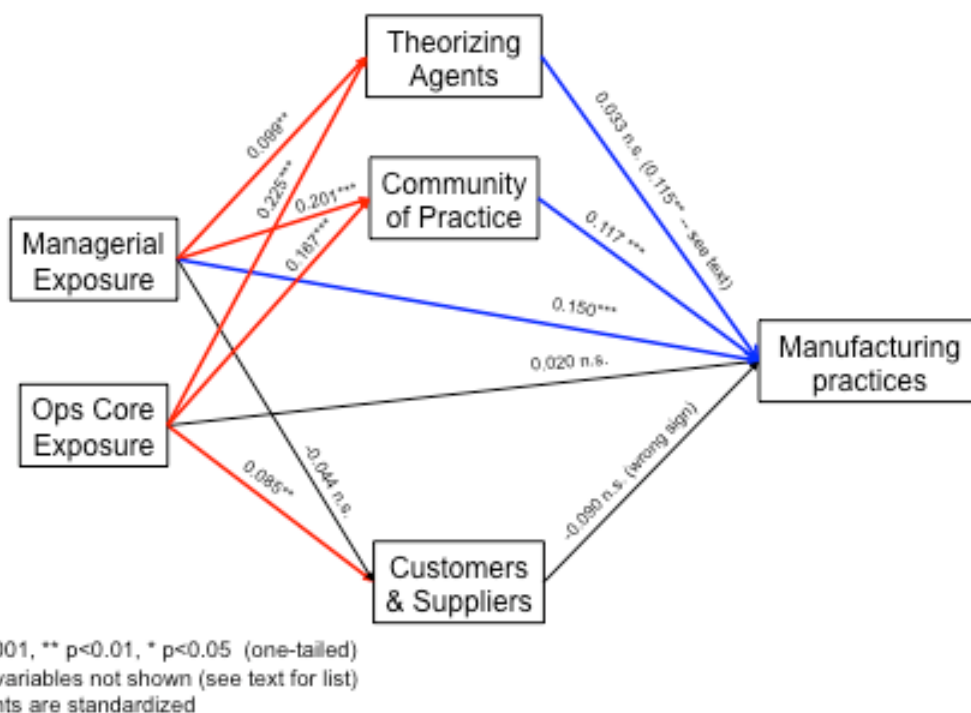 Theorizing
Agents
0.099**
0.225***
0.033 n.s. (0.115** -- see text)
Community
of Practice
0.201***
0.167***
0.117 ***
Managerial
Exposure
0.150***
Manufacturing
practices
0.020 n.s.
Ops Core
Exposure
-0.044 n.s.
0.085**
-0.090 n.s. (wrong sign)
Customers
& Suppliers
001, ** p<0.01, * p<0.05 (one-tailed)
variables not shown (see text for list)
nts are standardized